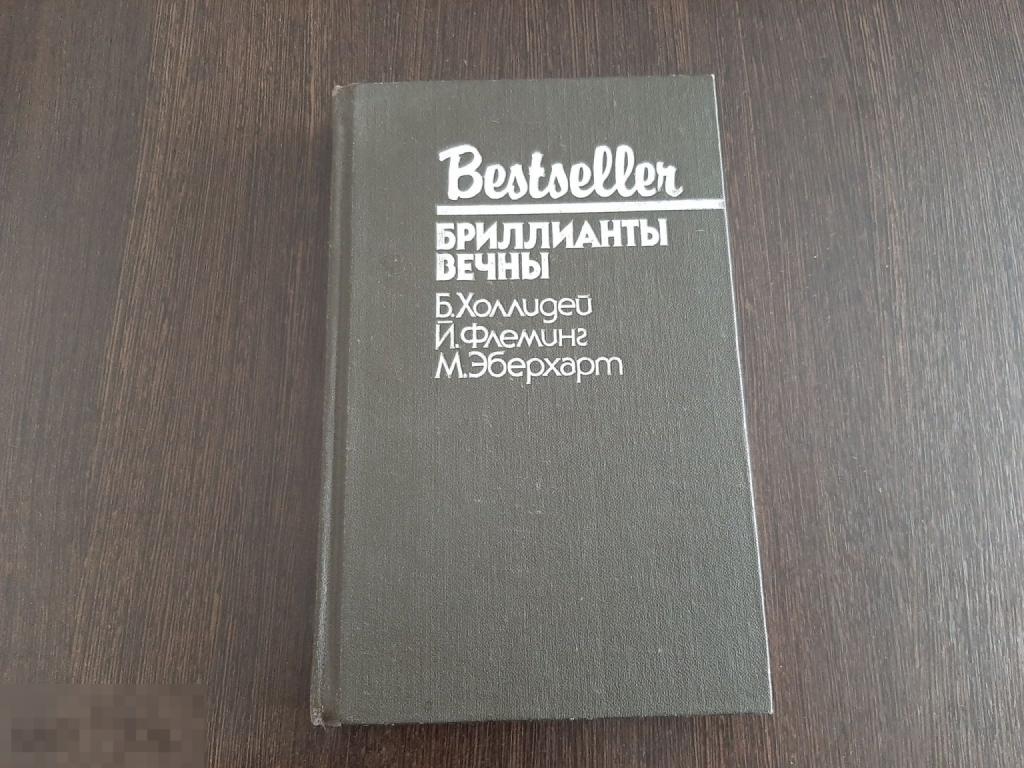 Bestseller
БРИЛЛИАНТЫ
ВЕЧНЫ
Б.Холлидей
Й.Флеминг
М.Эберхарт